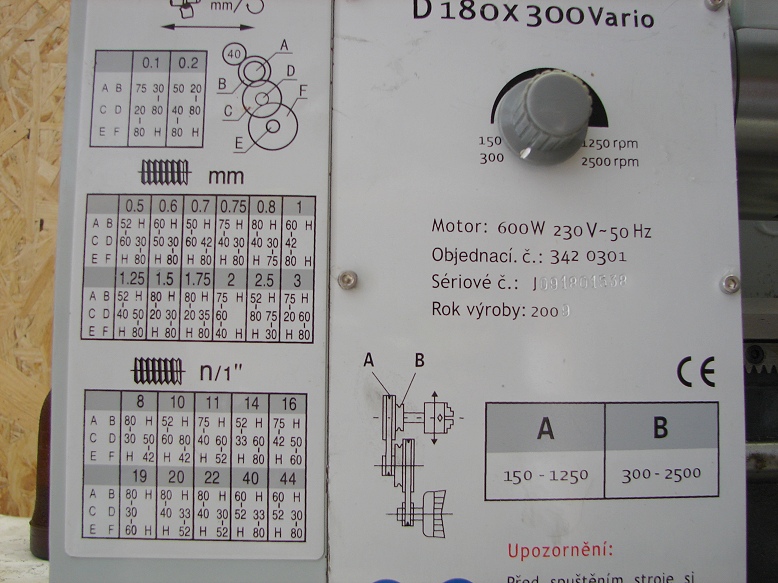 mm/
0.1 0.2
A B 75 30 50 20
C D 20 80 40 80
E F 80 H 80 H
40
A
B
D
C
F
E
mm
0.5 0.6 0.7 0.75 0.8 1
A B 52 H 60 H 50 H 75 H 80 H 60 H
C D 60 30 50 30 60 42 40 30 40 30 42
E F H 80 H 80 H 80 H 80 H 75 H 80
1.25 1.5 1.75 2 2.5 3
A B 52 H 80 H 80 H 75 H 52 H 75 H
C D 40 50 20 30 20 35 60 80 75 20 60
E F H 80 H 80 H 80 40 H H 30 H 80
n/1"
8 10 11 14 16
A B 80 H 52 H 75 H 52 H 75 H
C D 30 50 60 80 40 60 33 60 42 50
E F H 42 H 42 H 52 H 80 H 60
19 20 22 40 44
A B 80 H 80 H 80 H 60 H 60 H
C D 30 40 33 40 30 52 33 52 30
E F 60 H H 52 H 52 H 80 H 80
D180x300Vario
150 1250 rpm
300 2500 rpm
Motor: 600W 230V~50 Hz
Objednací. č.: 342 0301
Sériové č.:
Rok výroby: 2009
A B
CE
A B
150 - 1250 300 - 2500
Upozornění:
Před spuštěním stroje si